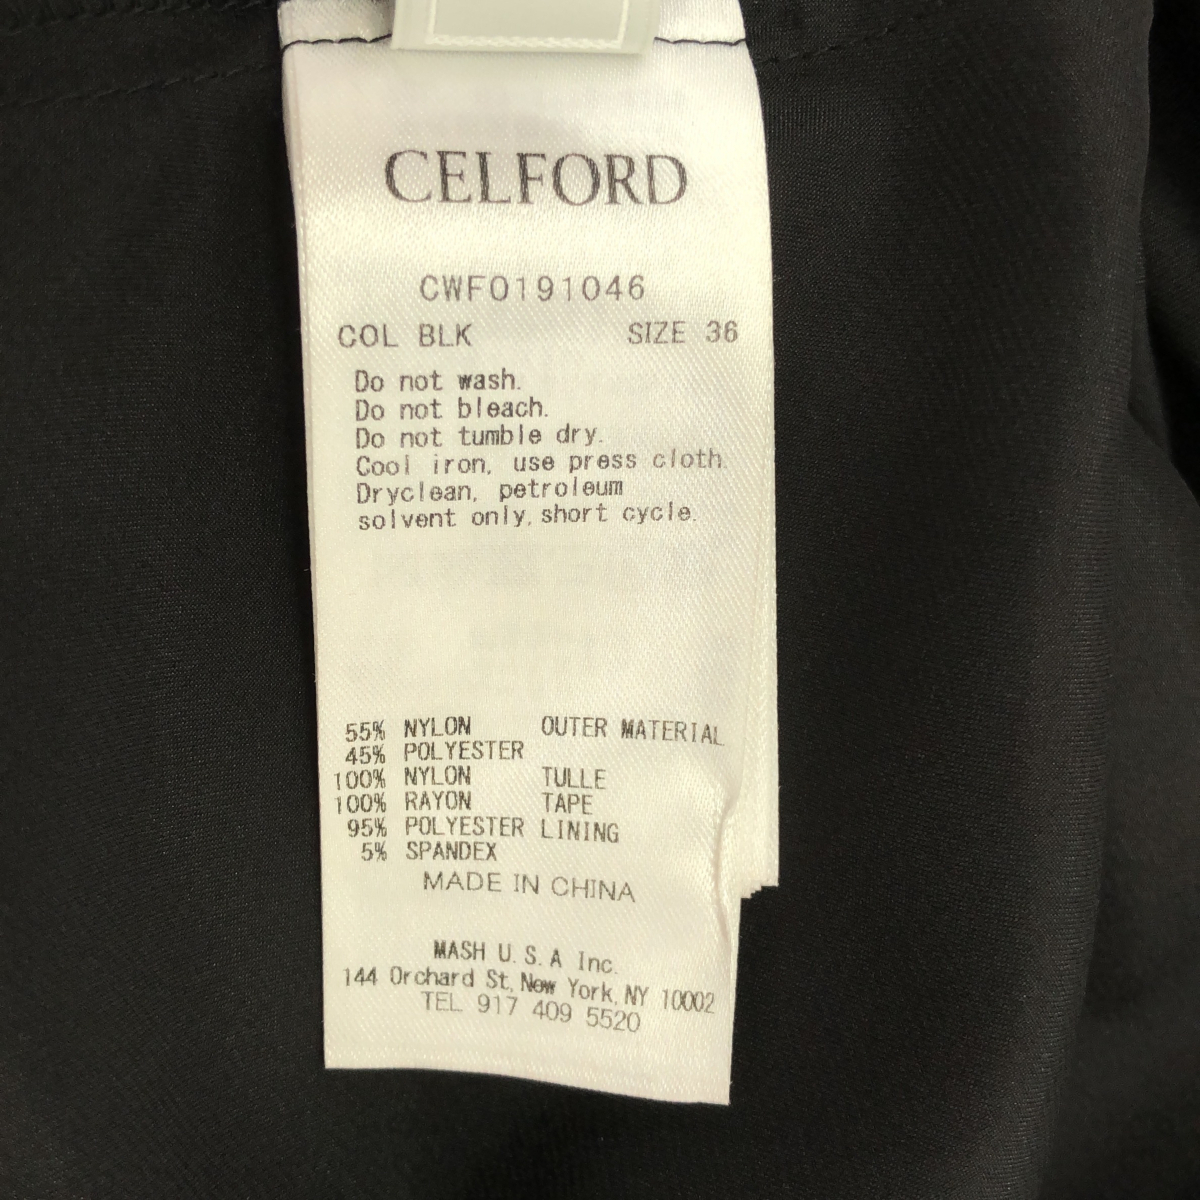 CELFORD
CWFO191046
COL BLK SIZE 36
Do not wash.
Do not bleach.
Do not tumble dry.
Cool iron, use press cloth.
Dryclean, petroleum
solvent only, short cycle.
55% NYLON OUTER MATERIAL
45% POLYESTER
100% NYLON TULLE
100% RAYON TAPE
95% POLYESTER LINING
5% SPANDEX
MADE IN CHINA
MASH U.S.A Inc.
144 Orchard St, New York, NY 10002
TEL 917 409 5520